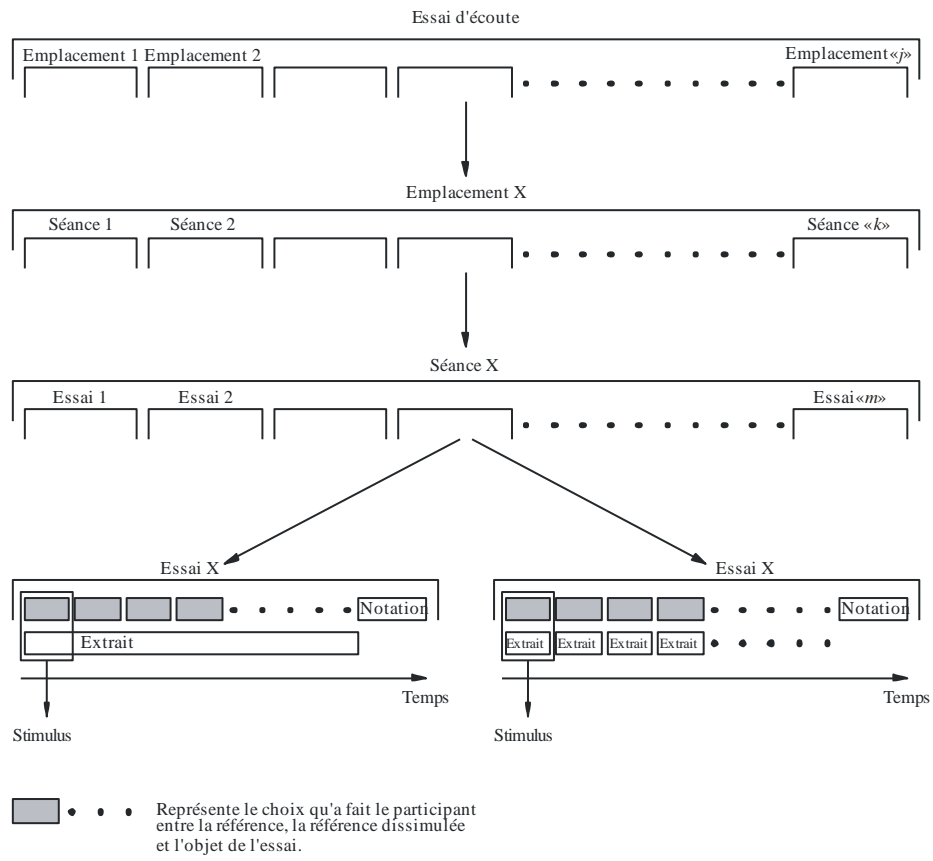 Essai d'écoute
Emplacement 1 Emplacement 2 Emplacement«j»
Emplacement X
Séance 1 Séance 2 Séance «k»
Séance X
Essai 1 Essai 2 Essai«m»
Essai X Essai X
Notation Notation
Extrait Extrait Extrait Extrait Extrait
Temps Temps
Stimulus Stimulus
Représente le choix qu'a fait le participant
entre la référence, la référence dissimulée
et l'objet de l'essai.